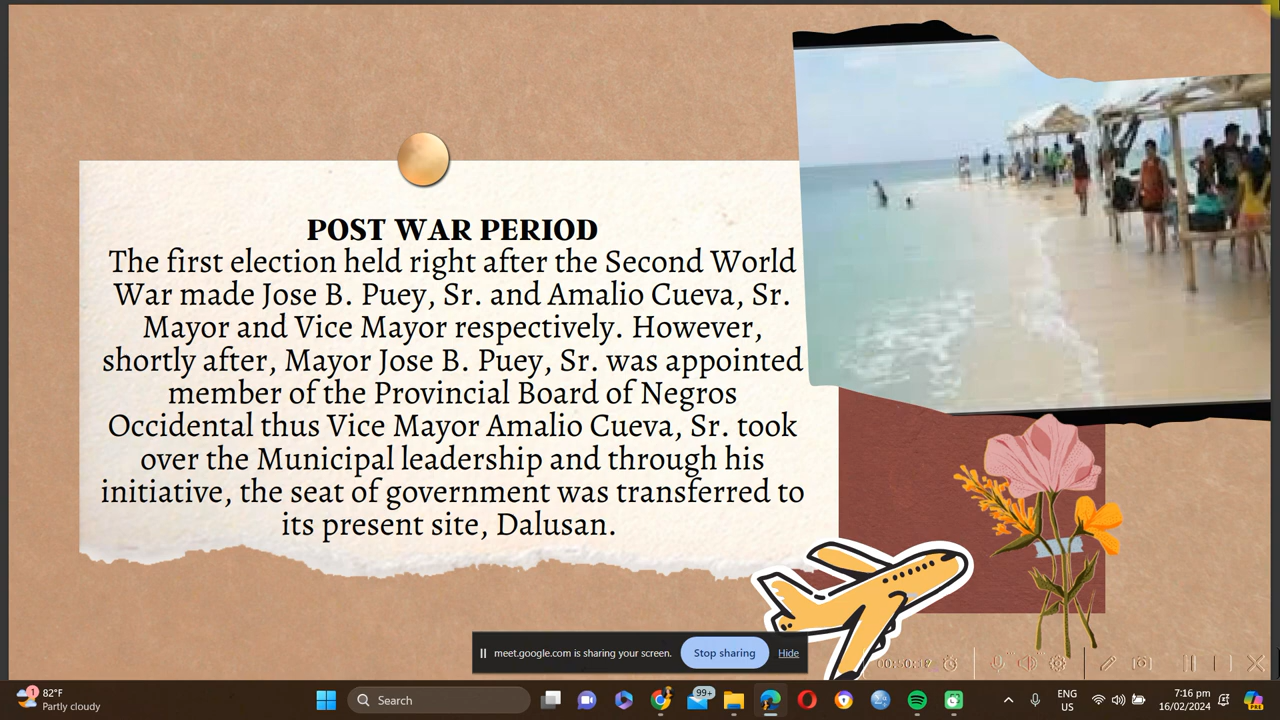 POST WAR PERIOD
The first election held right after the Second World
War made Jose B. Puey, Sr. and Amalio Cueva, Sr.
Mayor and Vice Mayor respectively. However,
shortly after, Mayor Jose B. Puey, Sr. was appointed
member of the Provincial Board of Negros
Occidental thus Vice Mayor Amalio Cueva, Sr. took
over the Municipal leadership and through his
initiative, the seat of government was transferred to
its present site, Dalusan.
meet.google.com is sharing your screen.
Stop sharing
Hide
1
82°F
Partly cloudy
Search
99+
ENG
US
7:16 pm
16/02/2024
PRE